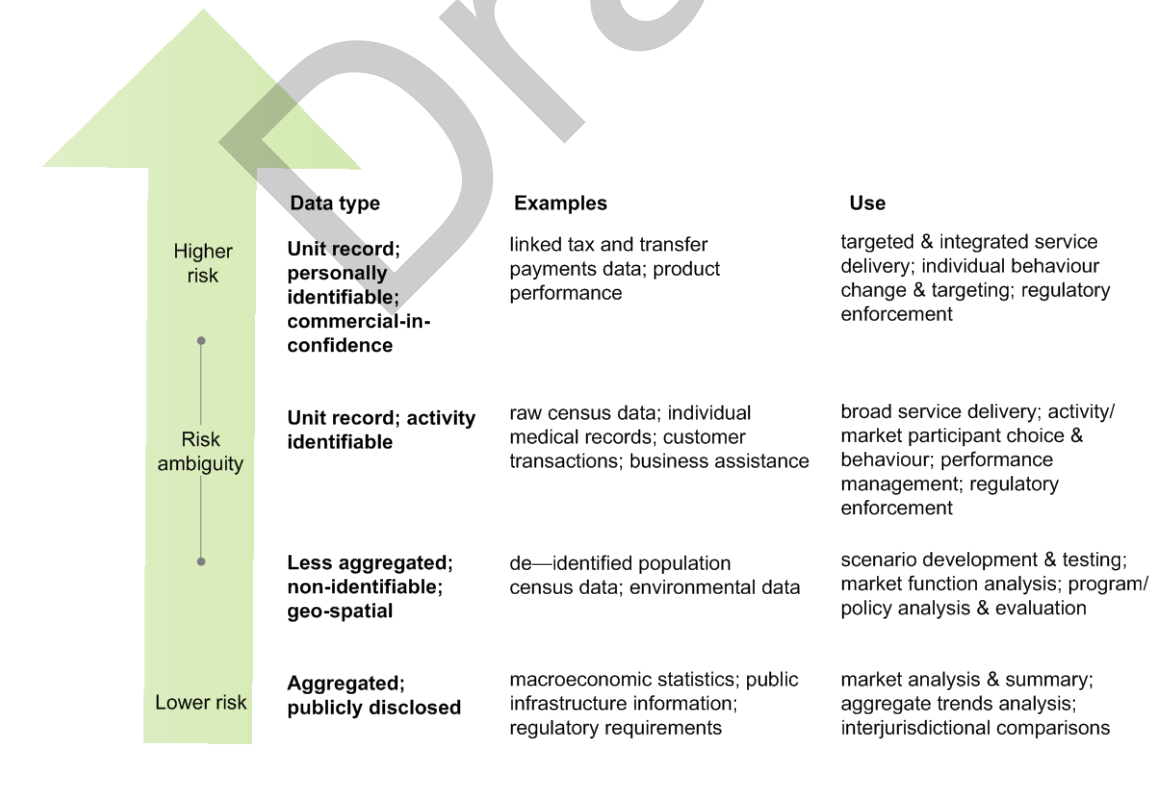 Dra
Data type
Examples
Use
Higher
risk
Unit record;
personally
identifiable;
commercial-in-
confidence
linked tax and transfer
payments data; product
performance
targeted & integrated service
delivery; individual behaviour
change & targeting; regulatory
enforcement
Risk
ambiguity
Unit record; activity
identifiable
raw census data; individual
medical records; customer
transactions; business assistance
broad service delivery; activity/
market participant choice &
behaviour; performance
management; regulatory
enforcement
Less aggregated;
non-identifiable;
geo-spatial
de—identified population
census data; environmental data
scenario development & testing;
market function analysis; program/
policy analysis & evaluation
Lower risk
Aggregated;
publicly disclosed
macroeconomic statistics; public
infrastructure information;
regulatory requirements
market analysis & summary;
aggregate trends analysis;
interjurisdictional comparisons